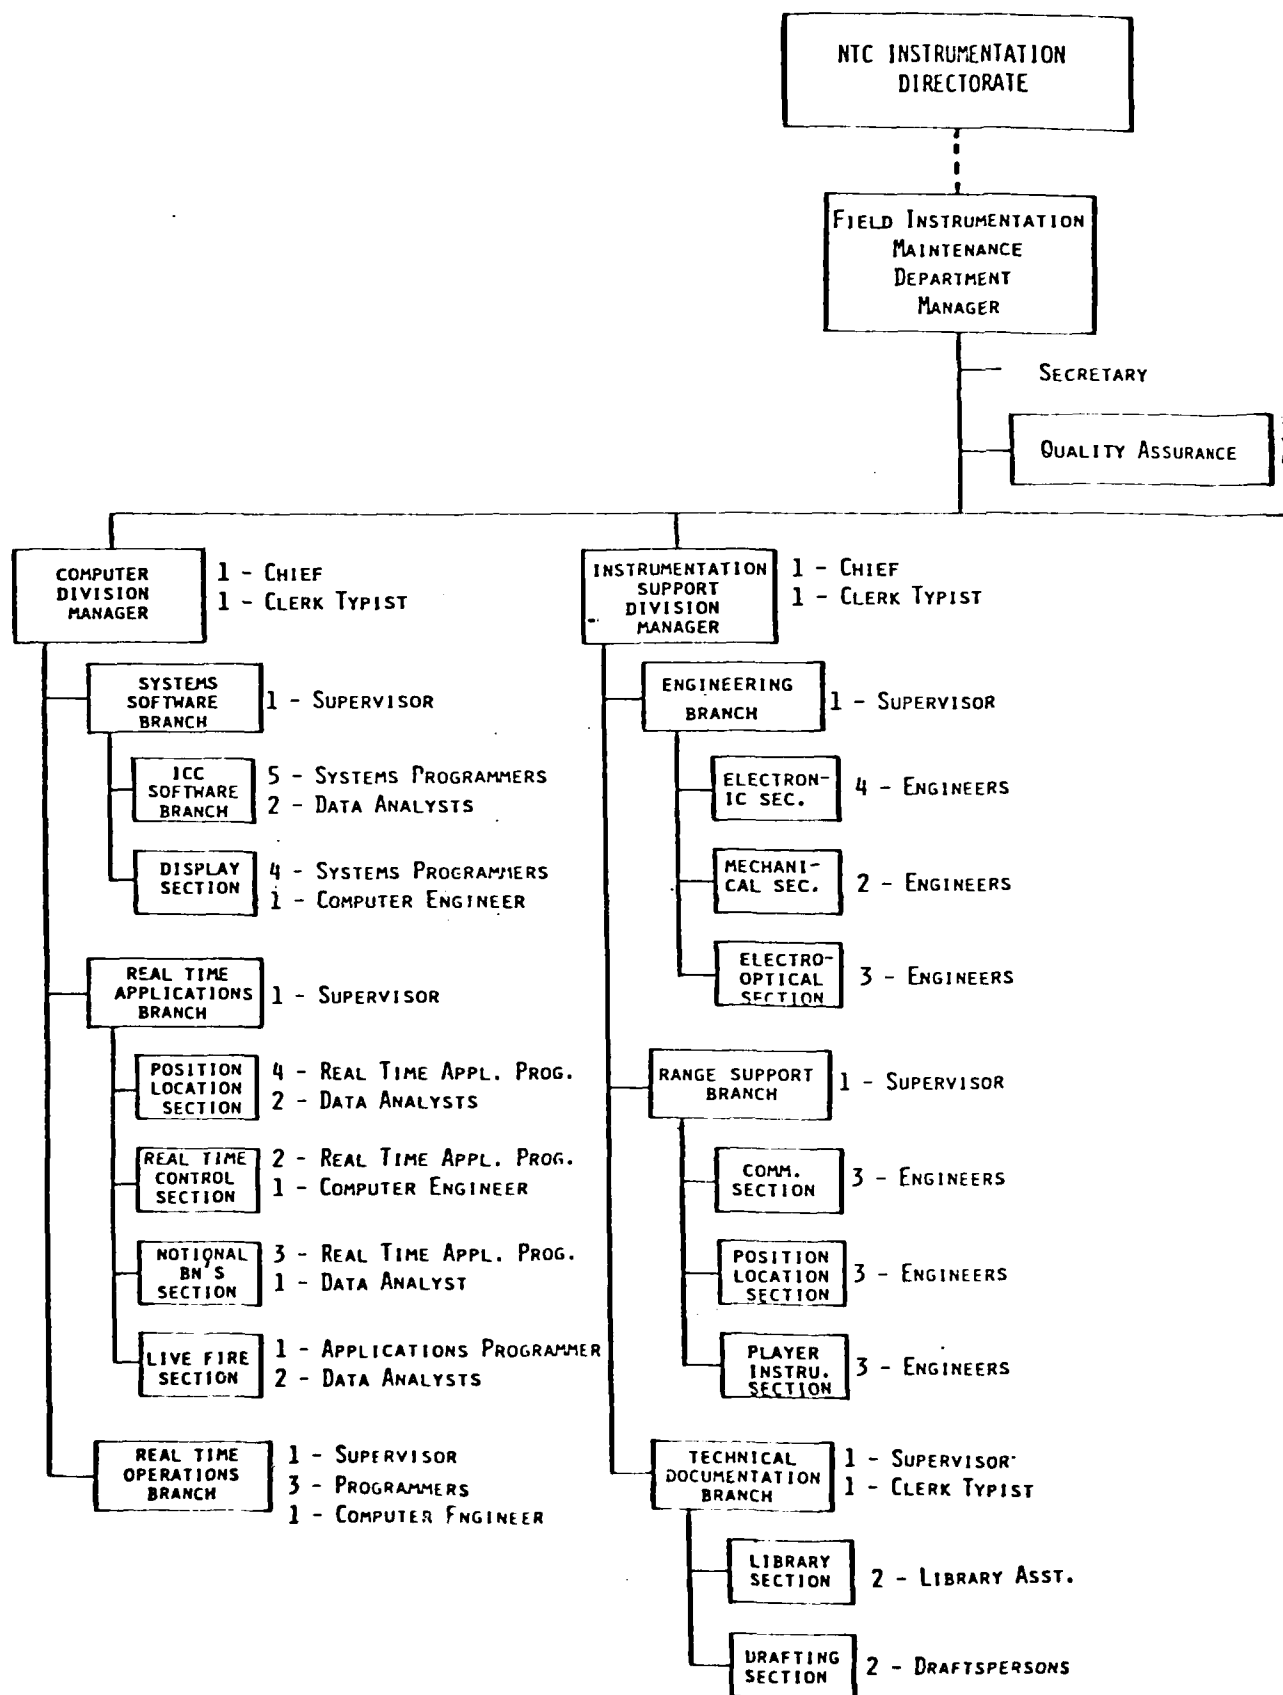 NTC INSTRUMENTATION
DIRECTORATE
FIELD INSTRUMENTATION
MAINTENANCE
DEPARTMENT
MANAGER
SECRETARY
QUALITY ASSURANCE
COMPUTER
DIVISION
MANAGER
1 - CHIEF
1 - CLERK TYPIST
SYSTEMS
SOFTWARE
BRANCH
1 - SUPERVISOR
ICC
SOFTWARE
BRANCH
5 - SYSTEMS PROGRAMMERS
2 - DATA ANALYSTS
DISPLAY
SECTION
4 - SYSTEMS PROGRAMMERS
1 - COMPUTER ENGINEER
REAL TIME
APPLICATIONS
BRANCH
1 - SUPERVISOR
POSITION
LOCATION
SECTION
4 - REAL TIME APPL. PROG.
2 - DATA ANALYSTS
REAL TIME
CONTROL
SECTION
2 - REAL TIME APPL. PROG.
1 - COMPUTER ENGINEER
NOTIONAL
BN'S
SECTION
3 - REAL TIME APPL. PROG.
1 - DATA ANALYST
LIVE FIRE
SECTION
1 - APPLICATIONS PROGRAMMER
2 - DATA ANALYSTS
REAL TIME
OPERATIONS
BRANCH
1 - SUPERVISOR
3 - PROGRAMMERS
1 - COMPUTER ENGINEER
INSTRUMENTATION
SUPPORT
DIVISION
MANAGER
1 - CHIEF
1 - CLERK TYPIST
ENGINEERING
BRANCH
1 - SUPERVISOR
ELECTRON-
IC SEC.
4 - ENGINEERS
MECHANI-
CAL SEC.
2 - ENGINEERS
ELECTRO-
OPTICAL
SECTION
3 - ENGINEERS
RANGE SUPPORT
BRANCH
1 - SUPERVISOR
COMM.
SECTION
3 - ENGINEERS
POSITION
LOCATION
SECTION
3 - ENGINEERS
PLAYER
INSTRU.
SECTION
3 - ENGINEERS
TECHNICAL
DOCUMENTATION
BRANCH
1 - SUPERVISOR
1 - CLERK TYPIST
LIBRARY
SECTION
2 - LIBRARY ASST.
DRAFTING
SECTION
2 - DRAFTSPERSONS